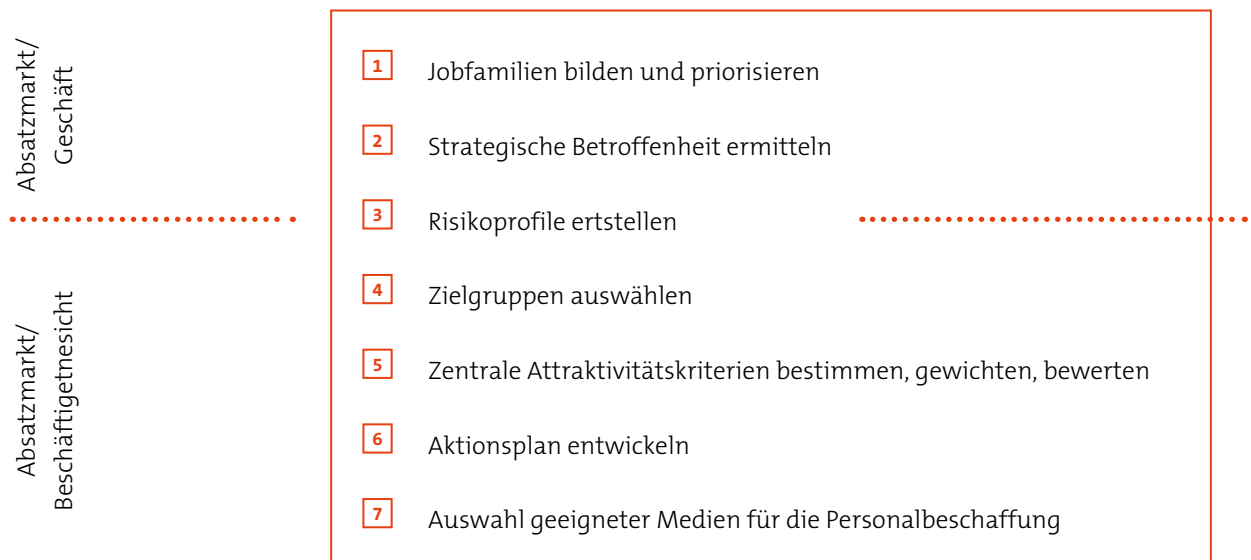 Absatzmarkt/
Geschäft
1 Jobfamilien bilden und priorisieren
2 Strategische Betroffenheit ermitteln
3 Risikoprofile ertstellen
Absatzmarkt/
Beschäftigetnesicht
4 Zielgruppen auswählen
5 Zentrale Attraktivitätskriterien bestimmen, gewichten, bewerten
6 Aktionsplan entwickeln
7 Auswahl geeigneter Medien für die Personalbeschaffung